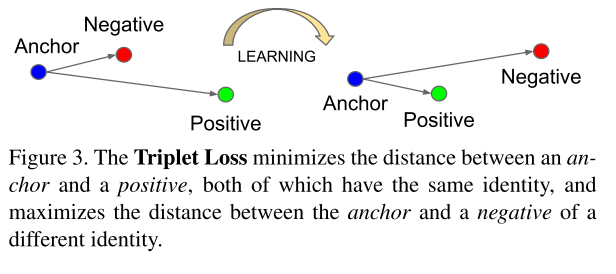 Negative
Anchor
Positive
LEARNING
Negative
Anchor
Positive
Figure 3. The Triplet Loss minimizes the distance between an an-
chor and a positive, both of which have the same identity, and
maximizes the distance between the anchor and a negative of a
different identity.